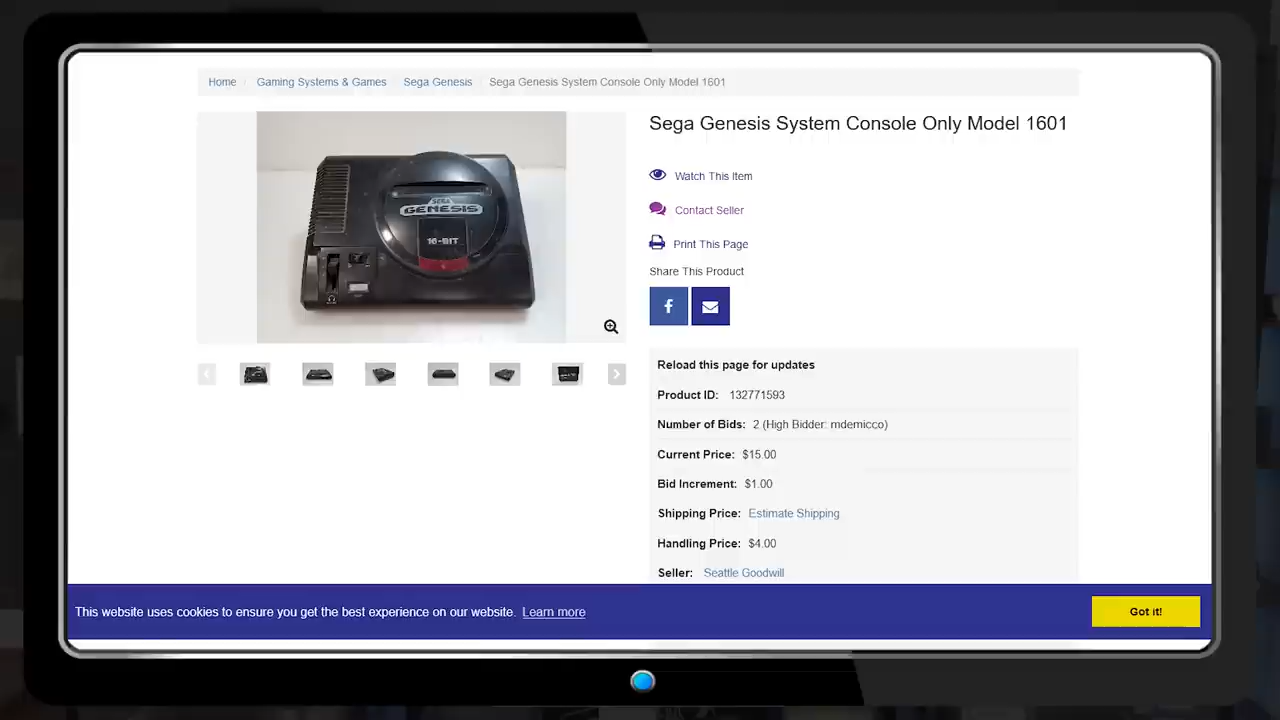 Home / Gaming Systems & Games Sega Genesis Sega Genesis System Console Only Model 1601
Sega Genesis System Console Only Model 1601
SEGA
GENESIS
16-BIT
Watch This Item
Contact Seller
Print This Page
Share This Product
f
Reload this page for updates
Product ID: 132771593
Number of Bids: 2 (High Bidder: mdemicco)
Current Price: $15.00
Bid Increment: $1.00
Shipping Price: Estimate Shipping
Handling Price: $4.00
Seller: Seattle Goodwill
This website uses cookies to ensure you get the best experience on our website. Learn more
Got it!